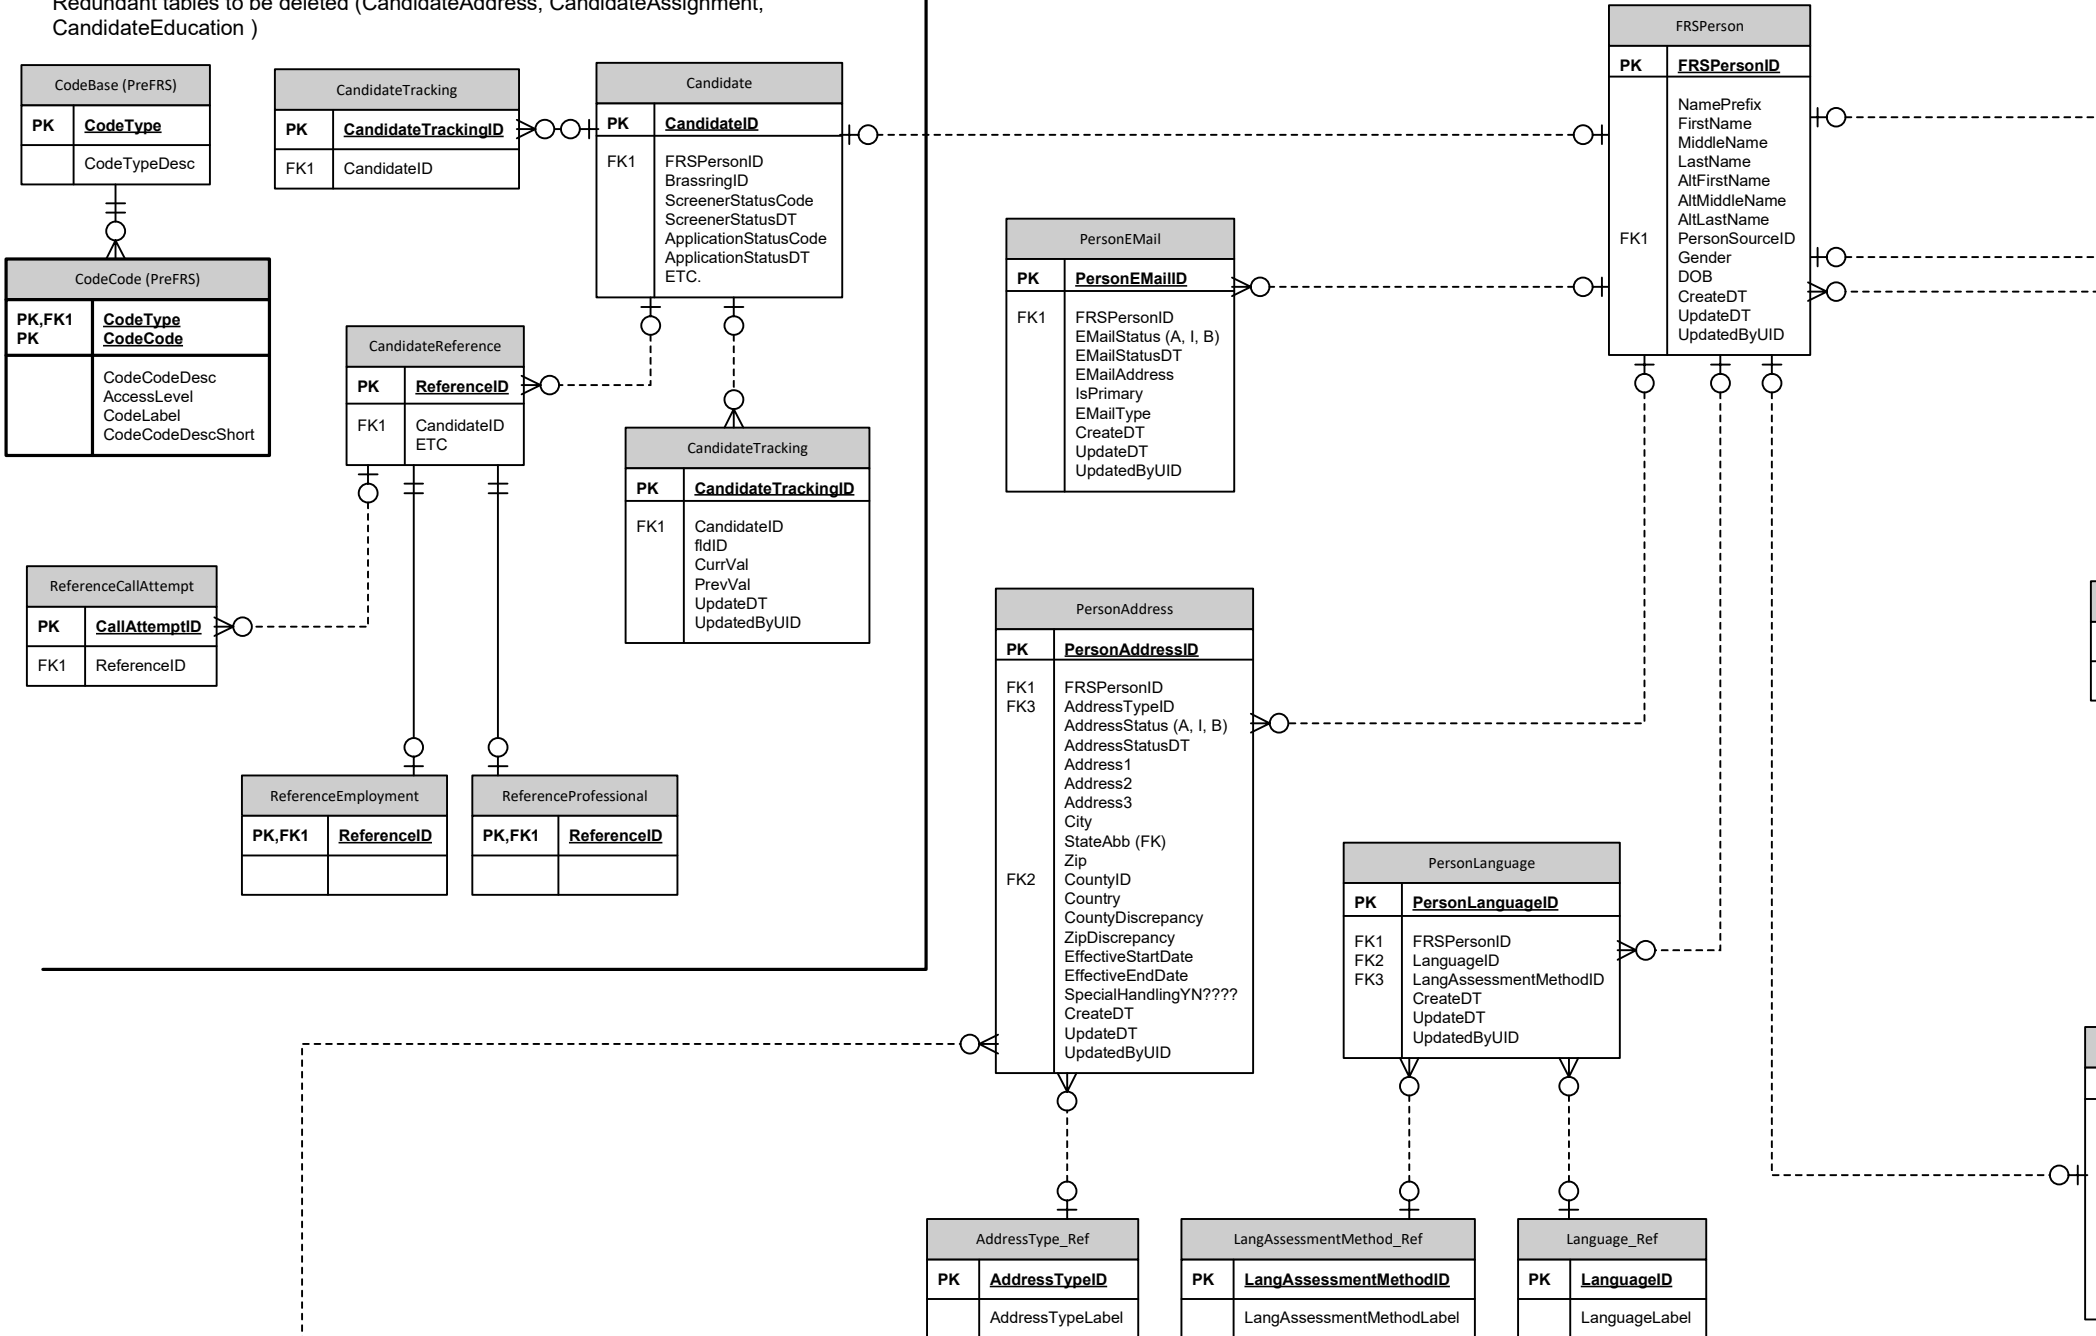 Redundant tables to be deleted (CandidateAddress, CandidateAssignment,
CandidateEducation )
CodeBase (PreFRS)
PK CodeType
CodeTypeDesc
CodeCode (PreFRS)
PK,FK1 CodeType
PK CodeCode
CodeCodeDesc
AccessLevel
CodeLabel
CodeCodeDescShort
CandidateTracking
PK CandidateTrackingID
FK1 CandidateID
Candidate
PK CandidateID
FK1 FRSPersonID
BrassringID
ScreenerStatusCode
ScreenerStatusDT
ApplicationStatusCode
ApplicationStatusDT
ETC.
CandidateReference
PK ReferenceID
FK1 CandidateID
ETC
CandidateTracking
PK CandidateTrackingID
FK1 CandidateID
fldID
CurrVal
PrevVal
UpdateDT
UpdatedByUID
ReferenceCallAttempt
PK CallAttemptID
FK1 ReferenceID
ReferenceEmployment
PK,FK1 ReferenceID
ReferenceProfessional
PK,FK1 ReferenceID
FRSPerson
PK FRSPersonID
NamePrefix
FirstName
MiddleName
LastName
AltFirstName
AltMiddleName
AltLastName
FK1 PersonSourceID
Gender
DOB
CreateDT
UpdateDT
UpdatedByUID
PersonEMail
PK PersonEMailID
FK1 FRSPersonID
EMailStatus (A, I, B)
EMailStatusDT
EMailAddress
IsPrimary
EMailType
CreateDT
UpdateDT
UpdatedByUID
PersonAddress
PK PersonAddressID
FK1 FRSPersonID
FK3 AddressTypeID
AddressStatus (A, I, B)
AddressStatusDT
Address1
Address2
Address3
City
StateAbb (FK)
Zip
FK2 CountyID
Country
CountyDiscrepancy
ZipDiscrepancy
EffectiveStartDate
EffectiveEndDate
SpecialHandlingYN????
CreateDT
UpdateDT
UpdatedByUID
PersonLanguage
PK PersonLanguageID
FK1 FRSPersonID
FK2 LanguageID
FK3 LangAssessmentMethodID
CreateDT
UpdateDT
UpdatedByUID
AddressType_Ref
PK AddressTypeID
AddressTypeLabel
LangAssessmentMethod_Ref
PK LangAssessmentMethodID
LangAssessmentMethodLabel
Language_Ref
PK LanguageID
LanguageLabel